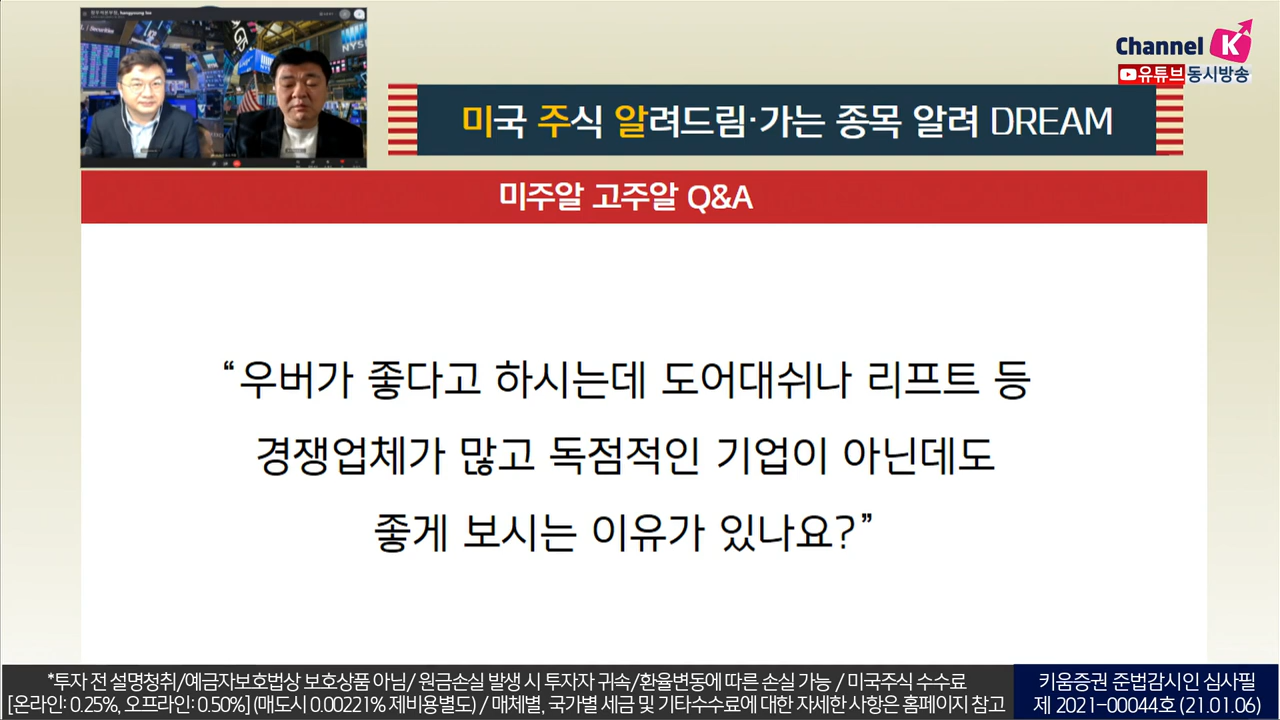 Channel K
유튜브 동시방송
미국 주식 알려드림·가는 종목 알려 DREAM
미주알 고주알 Q&A
“우버가 좋다고 하시는데 도어대쉬나 리프트 등
경쟁업체가 많고 독점적인 기업이 아닌데도
좋게 보시는 이유가 있나요?”
*투자 전 설명청취/예금자보호법상 보호상품 아님/ 원금손실 발생 시 투자자 귀속/환율변동에 따른 손실 가능 / 미국주식 수수료
[온라인: 0.25%, 오프라인: 0.50%] (매도시 0.00221% 제비용별도) / 매체별, 국가별 세금 및 기타수수료에 대한 자세한 사항은 홈페이지 참고
키움증권 준법감시인 심사필
제 2021-00044호 (21.01.06)